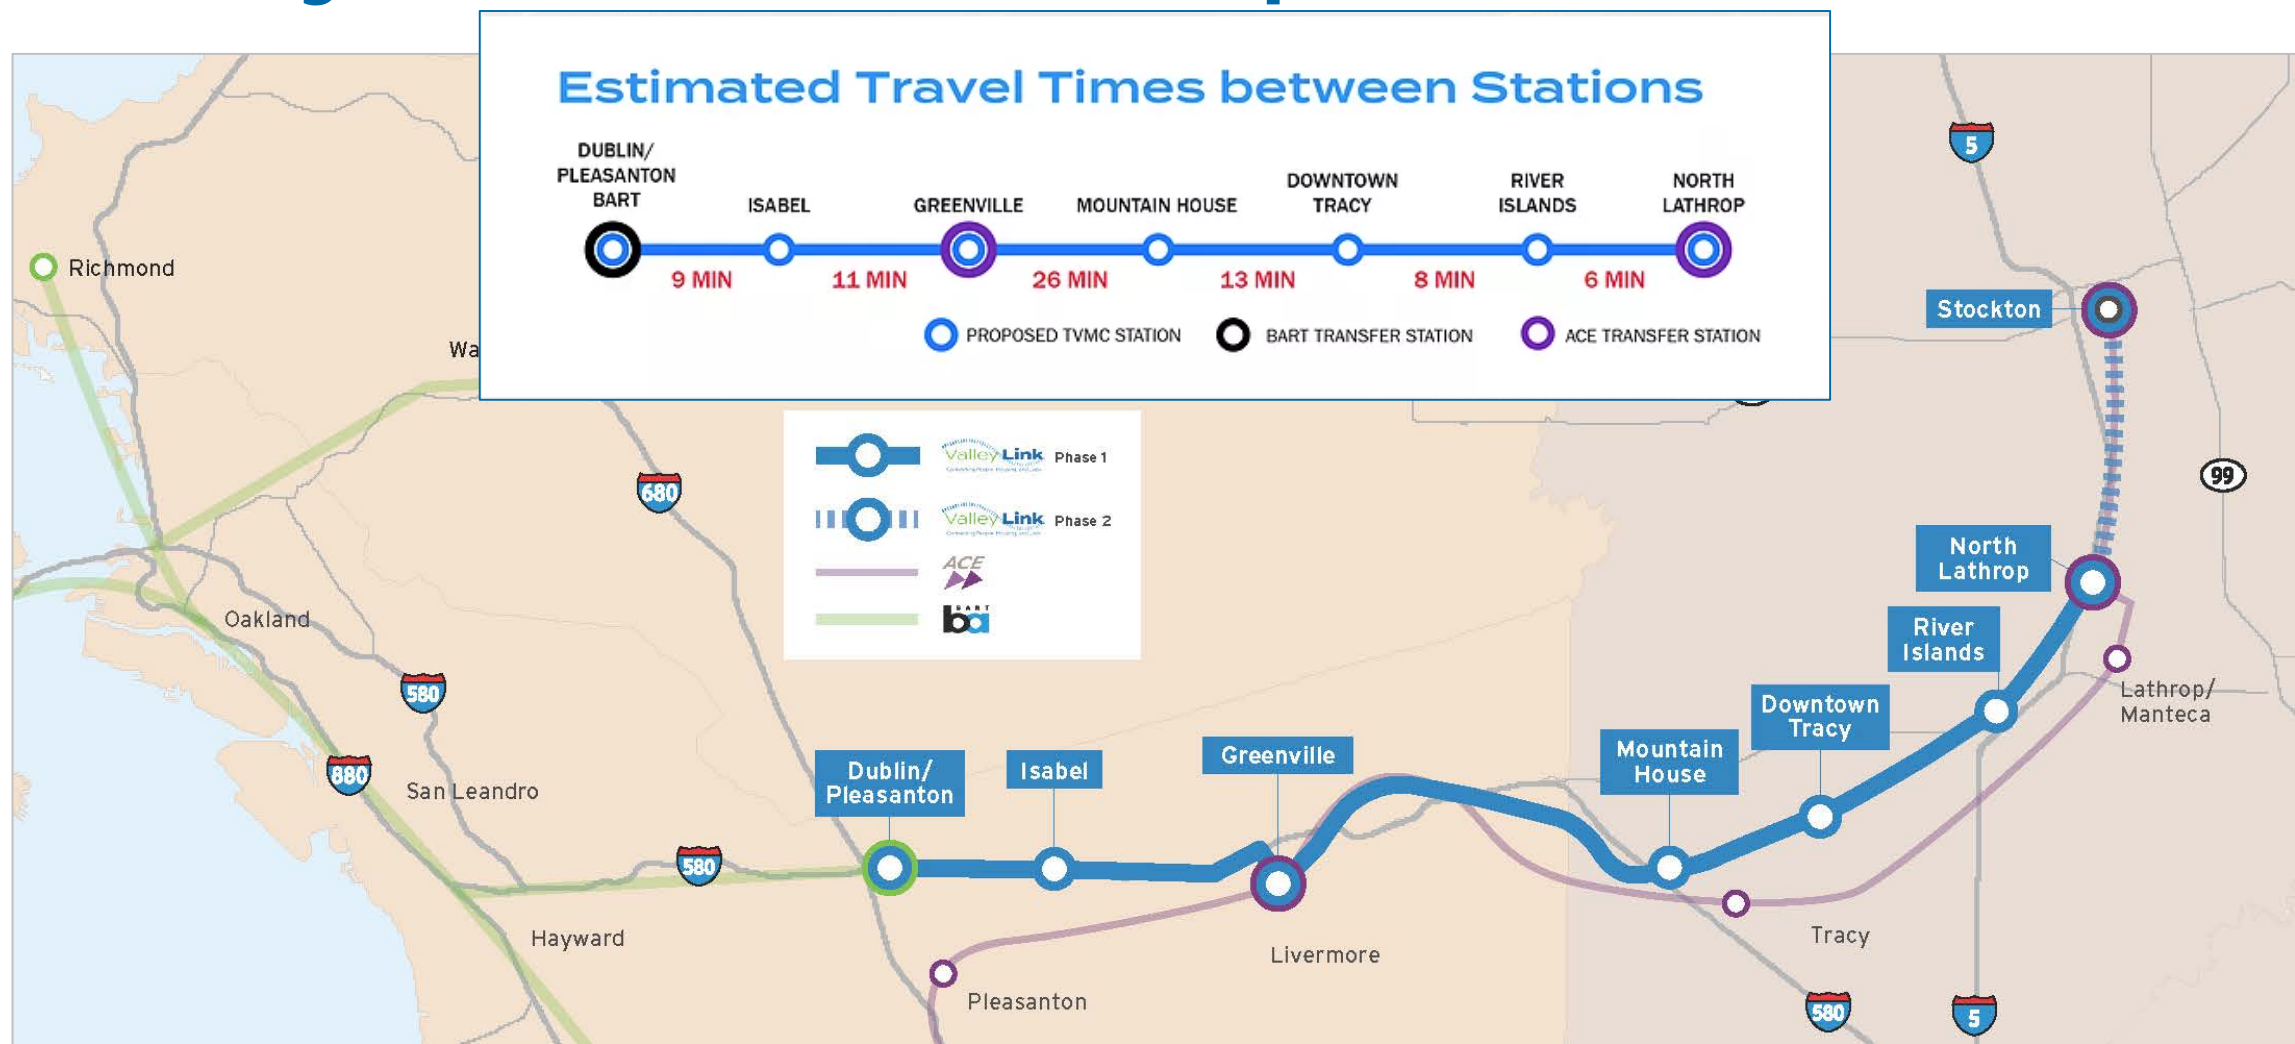 Estimated Travel Times between Stations
DUBLIN/
PLEASANTON
BART
ISABEL
GREENVILLE
MOUNTAIN HOUSE
DOWNTOWN
TRACY
RIVER
ISLANDS
NORTH
LATHROP
9 MIN
11 MIN
26 MIN
13 MIN
8 MIN
6 MIN
PROPOSED TVMC STATION
BART TRANSFER STATION
ACE TRANSFER STATION
5
Richmond
Wa
Stockton
ValleyLink Phase 1
ValleyLink Phase 2
ACE
BART
ba
680
99
North
Lathrop
River
Islands
Oakland
580
Lathrop/
Manteca
Downtown
Tracy
Mountain
House
Greenville
Dublin/
Pleasanton
Isabel
880
San Leandro
580
Hayward
Livermore
Tracy
Pleasanton
580
5